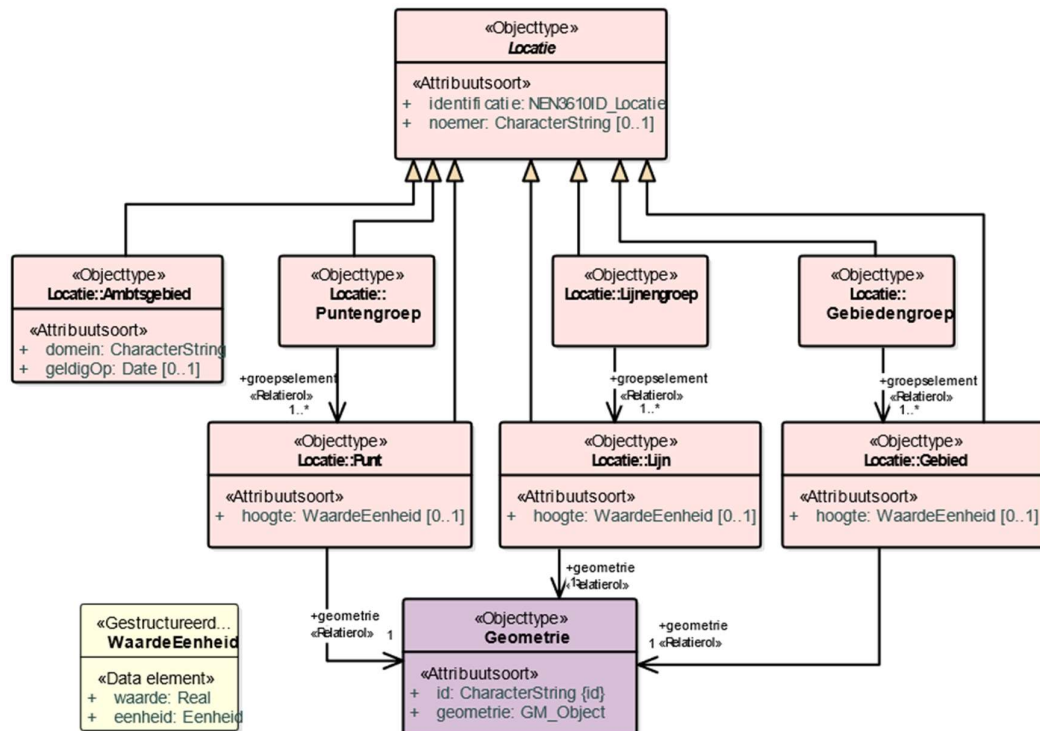 «Objecttype»
Locatie
«Attribuutsoort»
+ identificatie: NEN3610ID_Locatie
+ noemer: CharacterString [0..1]
«Objecttype»
Locatie::Ambtsgebied
«Attribuutsoort»
+ domein: CharacterString
+ geldigOp: Date [0..1]
«Objecttype»
Locatie::
Puntengroep
«Objecttype»
Locatie::Lijnengroep
«Objecttype»
Locatie::
Gebiedengroep
+groepselement
«Relatierol»
1..*
+groepselement
«Relatierol»
1..*
+groepselement
«Relatierol»
1..*
«Objecttype»
Locatie::Punt
«Attribuutsoort»
+ hoogte: WaardeEenheid [0..1]
«Objecttype»
Locatie::Lijn
«Attribuutsoort»
+ hoogte: WaardeEenheid [0..1]
«Objecttype»
Locatie::Gebied
«Attribuutsoort»
+ hoogte: WaardeEenheid [0..1]
+geometrie
«Relatierol»
1
+geometrie
1
«Relatierol»
+geometrie
«Relatierol»
1
«Gestructureerd...
WaardeEenheid
«Data element»
+ waarde: Real
+ eenheid: Eenheid
«Objecttype»
Geometrie
«Attribuutsoort»
+ id: CharacterString {id}
+ geometrie: GM_Object